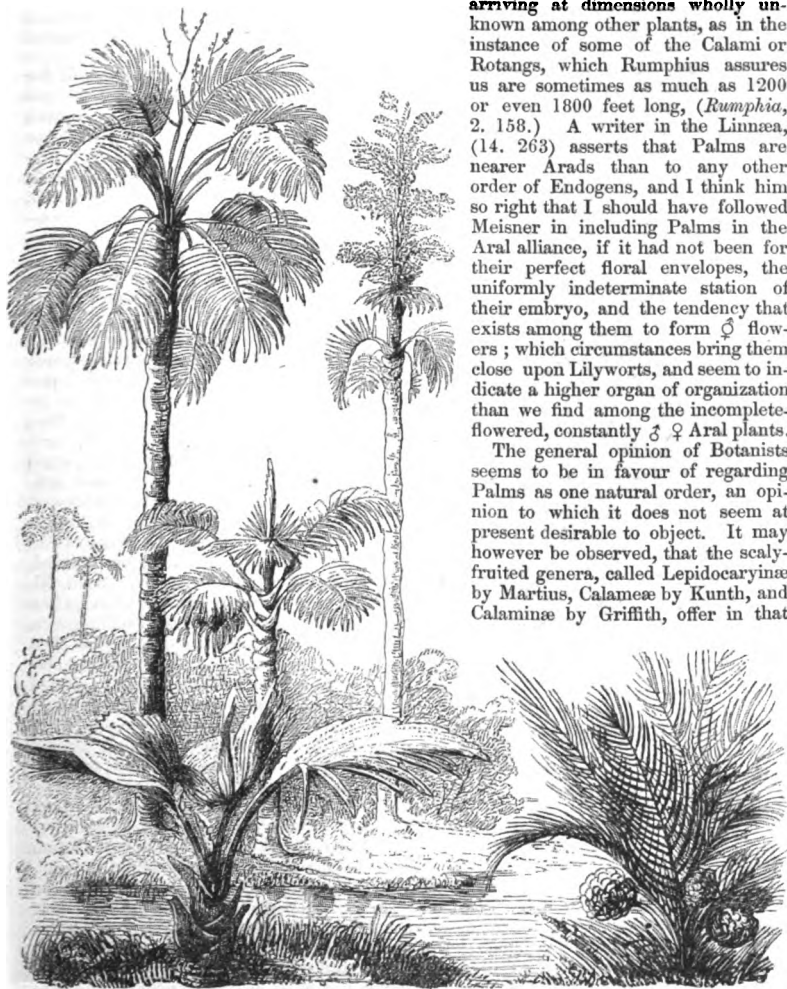 arriving at dimensions wholly un-
known among other plants, as in the
instance of some of the Calami or
Rotangs, which Rumphius assures
us are sometimes as much as 1200
or even 1800 feet long, (Rumphia,
2. 158.) A writer in the Linnæa,
(14. 263) asserts that Palms are
nearer Arads than to any other
order of Endogens, and I think him
so right that I should have followed
Meisner in including Palms in the
Aral alliance, if it had not been for
their perfect floral envelopes, the
uniformly indeterminate station of
their embryo, and the tendency that
exists among them to form ⚥ flow-
ers ; which circumstances bring them
close upon Lilyworts, and seem to in-
dicate a higher organ of organization
than we find among the incomplete-
flowered, constantly ♂ ♀ Aral plants.
The general opinion of Botanists
seems to be in favour of regarding
Palms as one natural order, an opi-
nion to which it does not seem at
present desirable to object. It may
however be observed, that the scaly-
fruited genera, called Lepidocaryinæ
by Martius, Calameæ by Kunth, and
Calaminæ by Griffith, offer in that